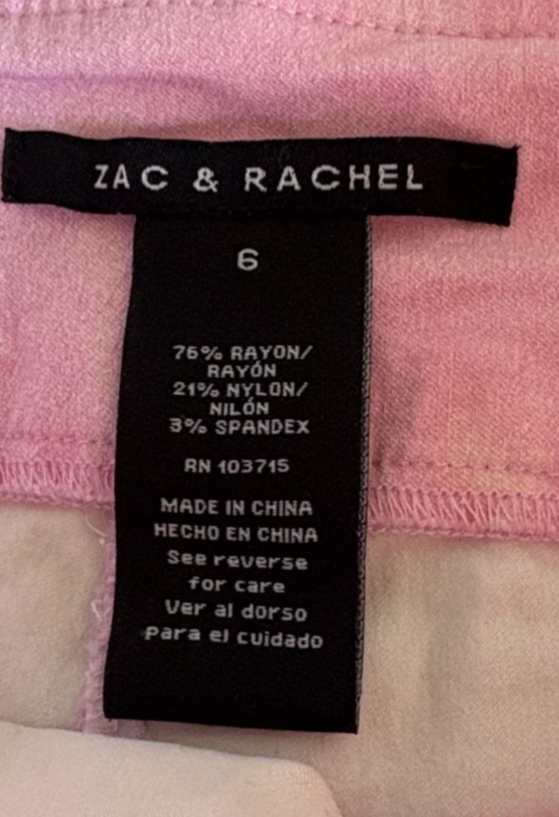 ZAC & RACHEL
6
76% RAYON/
RAYÓN
21% NYLON/
NILÓN
3% SPANDEX
RN 103715
MADE IN CHINA
HECHO EN CHINA
See reverse
for care
Ver al dorso
para el cuidado